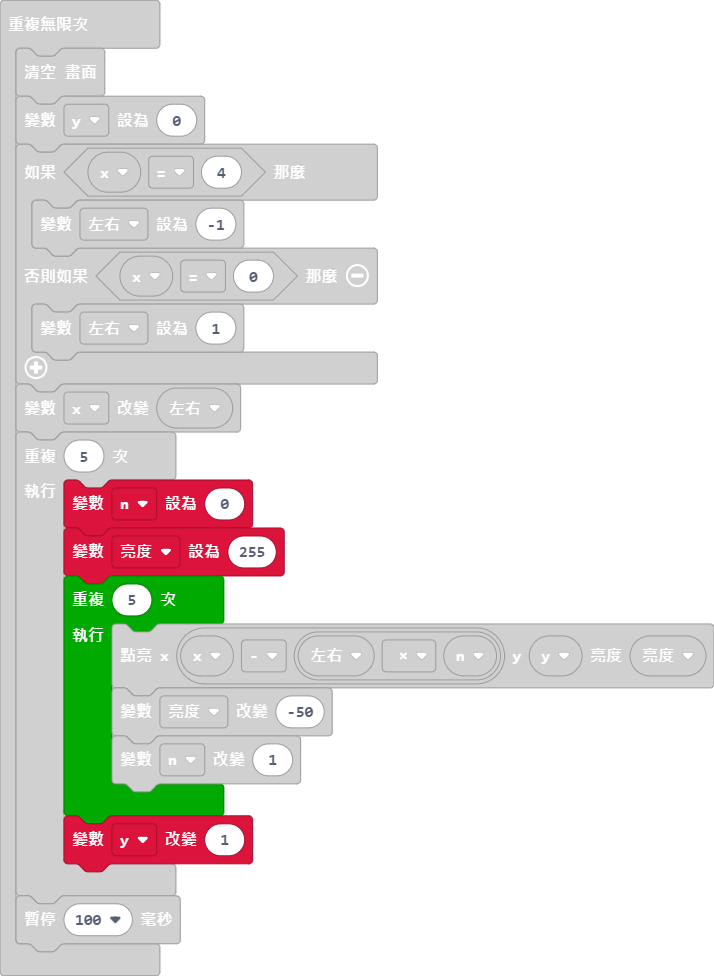 重複無限次
清空 畫面
變數 y 設為 0
如果 x = 4 那麼
變數 左右 設為 -1
否則如果 x = 0 那麼
變數 左右 設為 1
變數 x 改變 左右
重複 5 次
執行
變數 n 設為 0
變數 亮度 設為 255
重複 5 次
執行
點亮 x x - 左右 × n y y 亮度 亮度
變數 亮度 改變 -50
變數 n 改變 1
變數 y 改變 1
暫停 100 毫秒